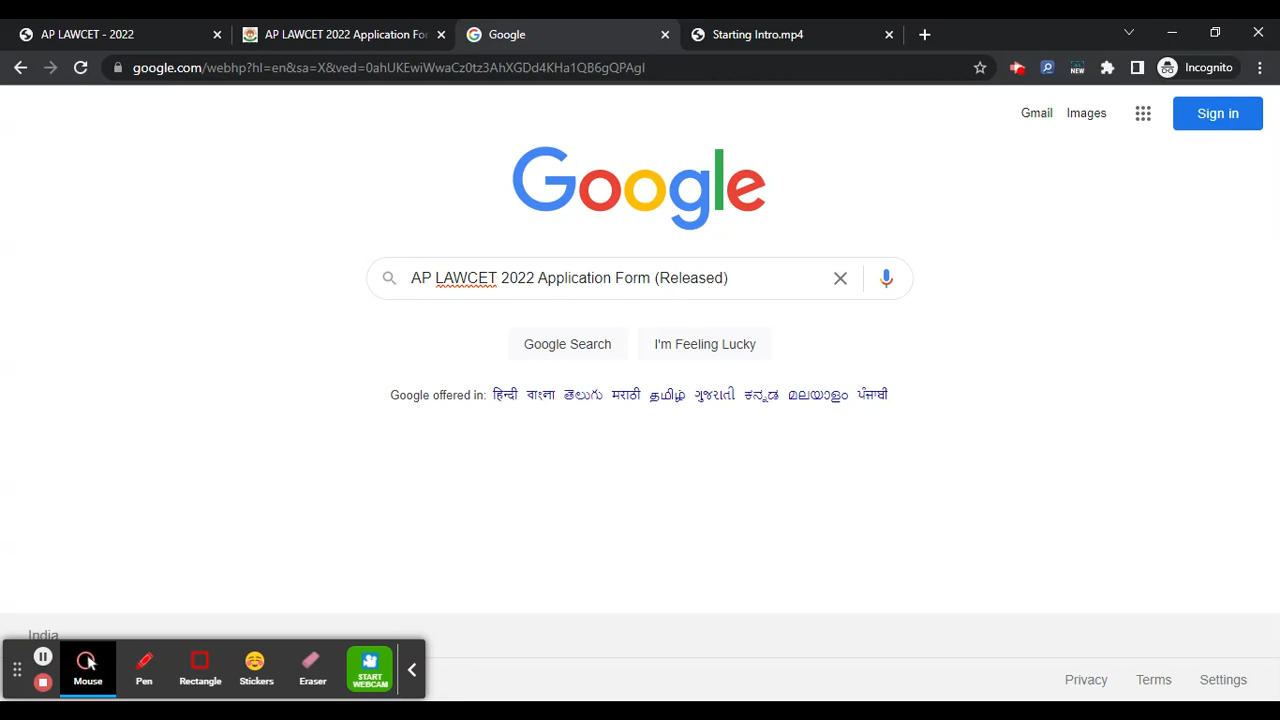 AP LAWCET - 2022
AP LAWCET 2022 Application Fo
Google
Starting Intro.mp4
google.com/webhp?hl=en&sa=X&ved=0ahUKEwiWwaCz0tz3AhXGDd4KHa1QB6gQPAgI
NEW
Incognito
Gmail Images Sign in
Google
AP LAWCET 2022 Application Form (Released)
Google Search I'm Feeling Lucky
Google offered in: हिन्दी বাংলা తెలుగు मराठी தமிழ் ગુજરાતી ಕನ್ನಡ മലയാളം ਪੰਜਾਬੀ
India
Mouse Pen Rectangle Stickers Eraser START WEBCAM
Privacy Terms Settings